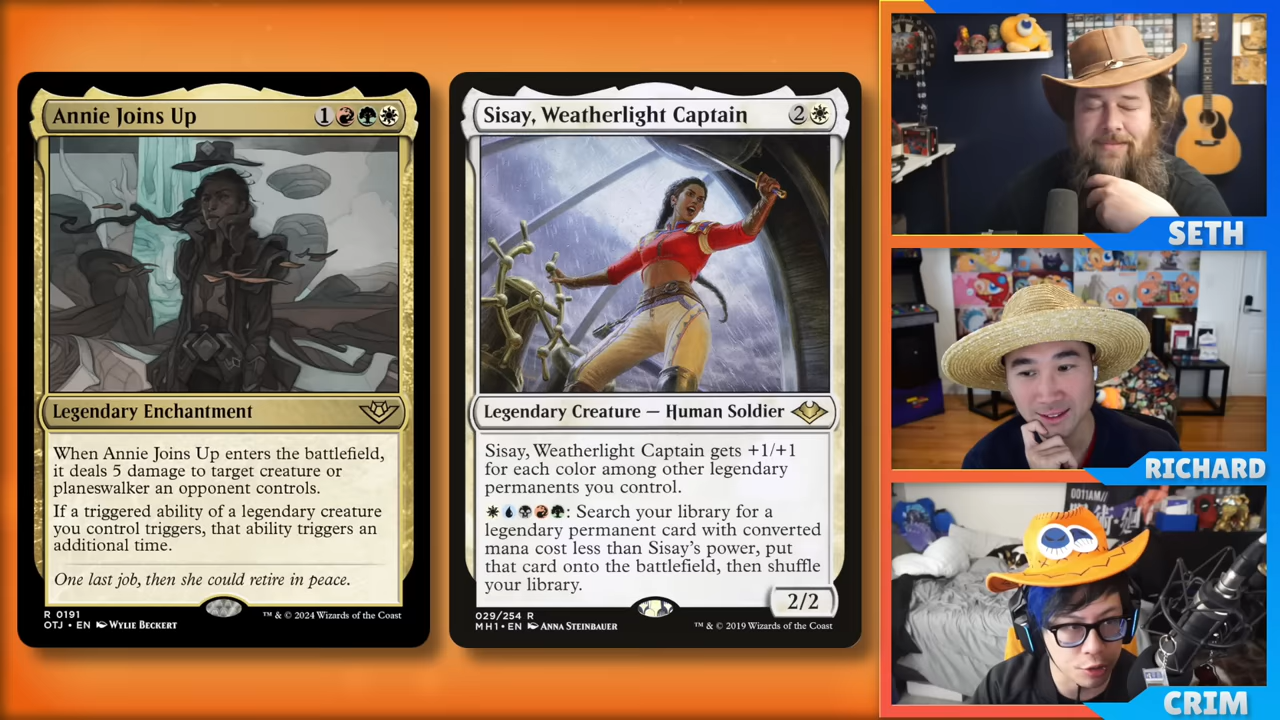 Annie Joins Up 1
Legendary Enchantment
When Annie Joins Up enters the battlefield,
it deals 5 damage to target creature or
planeswalker an opponent controls.
If a triggered ability of a legendary creature
you control triggers, that ability triggers an
additional time.
One last job, then she could retire in peace.
R 0191
OTJ • EN WYLIE BECKERT
™ & © 2024 Wizards of the Coast
Sisay, Weatherlight Captain 2
Legendary Creature — Human Soldier
Sisay, Weatherlight Captain gets +1/+1
for each color among other legendary
permanents you control.
: Search your library for a
legendary permanent card with converted
mana cost less than Sisay's power, put
that card onto the battlefield, then shuffle
your library.
2/2
029/254 R
MH1 • EN ANNA STEINBAUER
™ & © 2019 Wizards of the Coast
SETH
RICHARD
0011AM//
CRIM